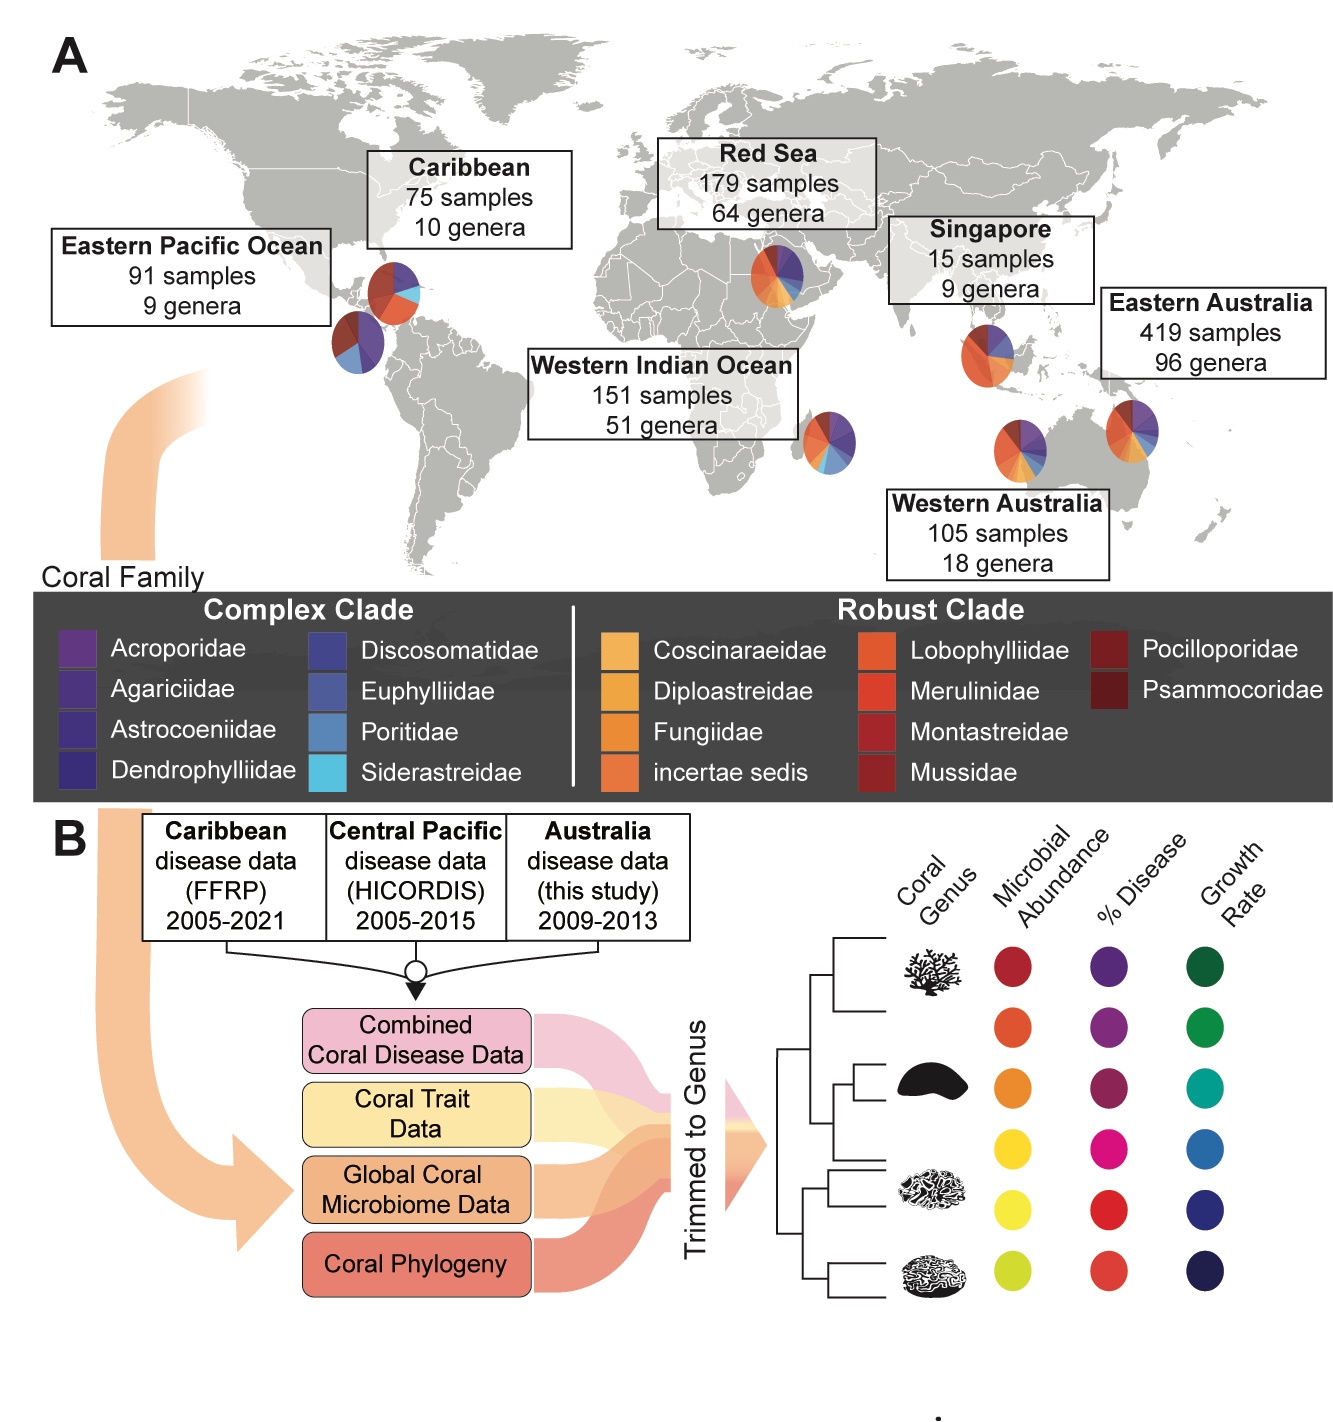 A
Caribbean
75 samples
10 genera
Red Sea
179 samples
64 genera
Eastern Pacific Ocean
91 samples
9 genera
Singapore
15 samples
9 genera
Eastern Australia
419 samples
96 genera
Western Indian Ocean
151 samples
51 genera
Western Australia
105 samples
18 genera
Coral Family
Complex Clade
Acroporidae
Agariciidae
Astrocoeniidae
Dendrophylliidae
Discosomatidae
Euphylliidae
Poritidae
Siderastreidae
Robust Clade
Coscinaraeidae
Diploastreidae
Fungiidae
incertae sedis
Lobophylliidae
Merulinidae
Montastreidae
Mussidae
Pocilloporidae
Psammocoridae
B
Caribbean
disease data
(FFRP)
2005-2021
Central Pacific
disease data
(HICORDIS)
2005-2015
Australia
disease data
(this study)
2009-2013
Combined
Coral Disease Data
Coral Trait
Data
Global Coral
Microbiome Data
Coral Phylogeny
Trimmed to Genus
Coral
Genus
Microbial
Abundance
% Disease
Growth
Rate